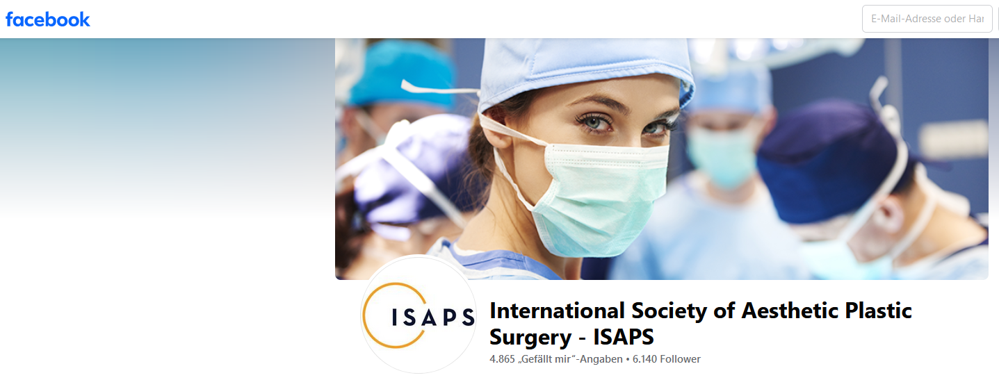 facebook
E-Mail-Adresse oder Har
ISAPS
International Society of Aesthetic Plastic
Surgery - ISAPS
4.865 „Gefällt mir“-Angaben • 6.140 Follower